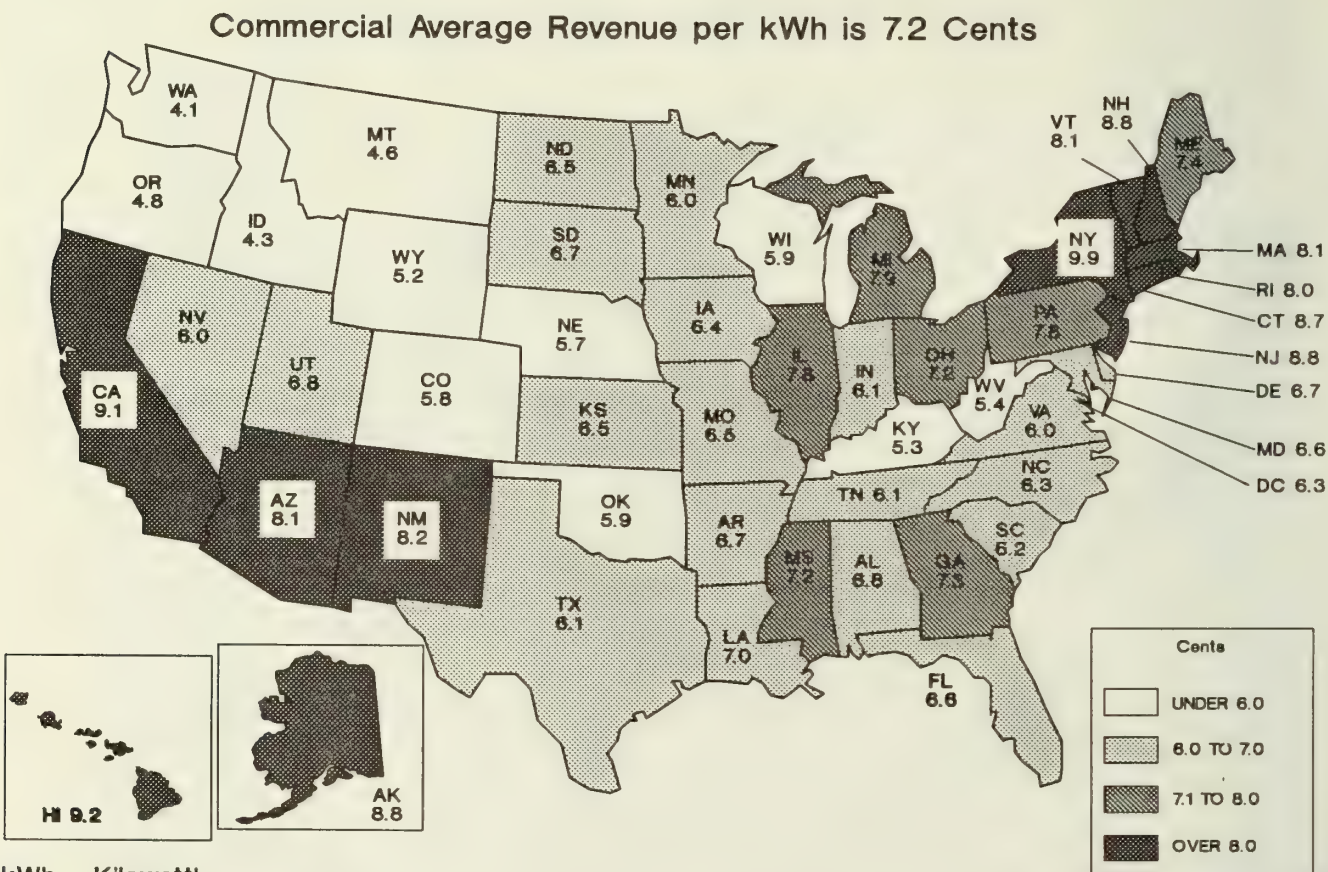 Commercial Average Revenue per kWh is 7.2 Cents
WA
4.1
MT
4.6
ND
6.5
MN
6.0
VT
8.1
NH
8.8
ME
7.4
OR
4.8
ID
4.3
WY
5.2
SD
6.7
WI
5.9
MI
7.9
NY
9.9
MA 8.1
RI 8.0
CT 8.7
NJ 8.8
DE 6.7
MD 6.6
DC 6.3
NV
6.0
UT
6.8
CO
5.8
NE
5.7
IA
6.4
IL
IN
6.1
OH
7.2
PA
WV
5.4
VA
6.0
CA
9.1
KS
6.5
MO
KY
5.3
NC
6.3
TN 6.1
SC
6.2
AZ
8.1
NM
8.2
OK
5.9
AR
6.7
MS
7.2
AL
6.8
GA
7.3
TX
6.1
LA
7.0
FL
6.6
HI 9.2
AK
8.8
Cents
UNDER 6.0
6.0 TO 7.0
7.1 TO 8.0
OVER 8.0